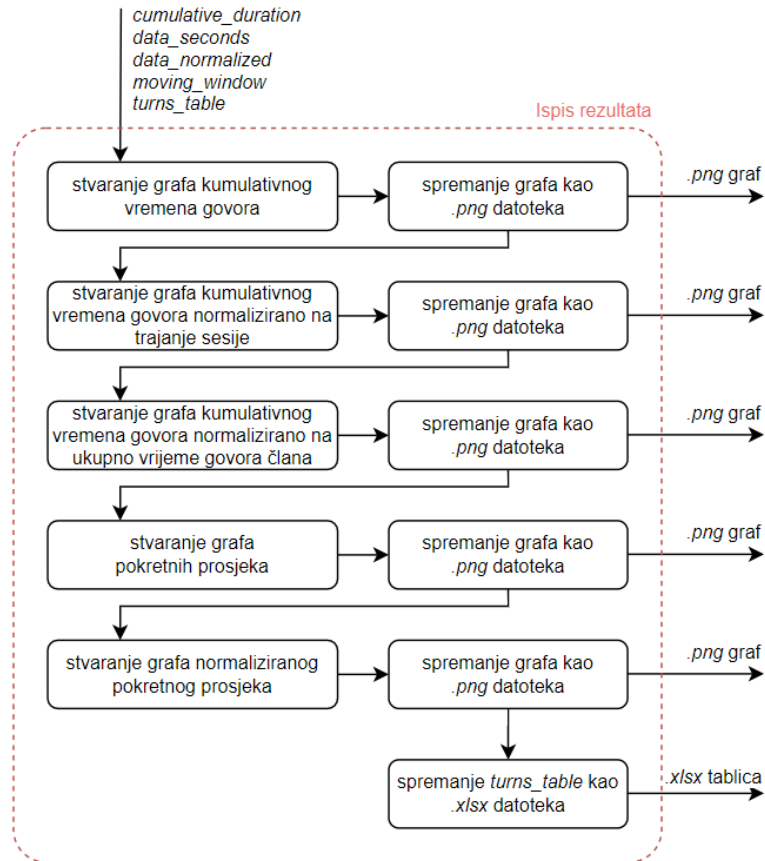 cumulative_duration
data_seconds
data_normalized
moving_window
turns_table
Ispis rezultata
stvaranje grafa kumulativnog
vremena govora
spremanje grafa kao
.png datoteka
.png graf
stvaranje grafa kumulativnog
vremena govora normalizirano na
trajanje sesije
spremanje grafa kao
.png datoteka
.png graf
stvaranje grafa kumulativnog
vremena govora normalizirano na
ukupno vrijeme govora člana
spremanje grafa kao
.png datoteka
.png graf
stvaranje grafa
pokretnih prosjeka
spremanje grafa kao
.png datoteka
.png graf
stvaranje grafa normaliziranog
pokretnog prosjeka
spremanje grafa kao
.png datoteka
.png graf
spremanje turns_table kao
.xlsx datoteka
.xlsx tablica